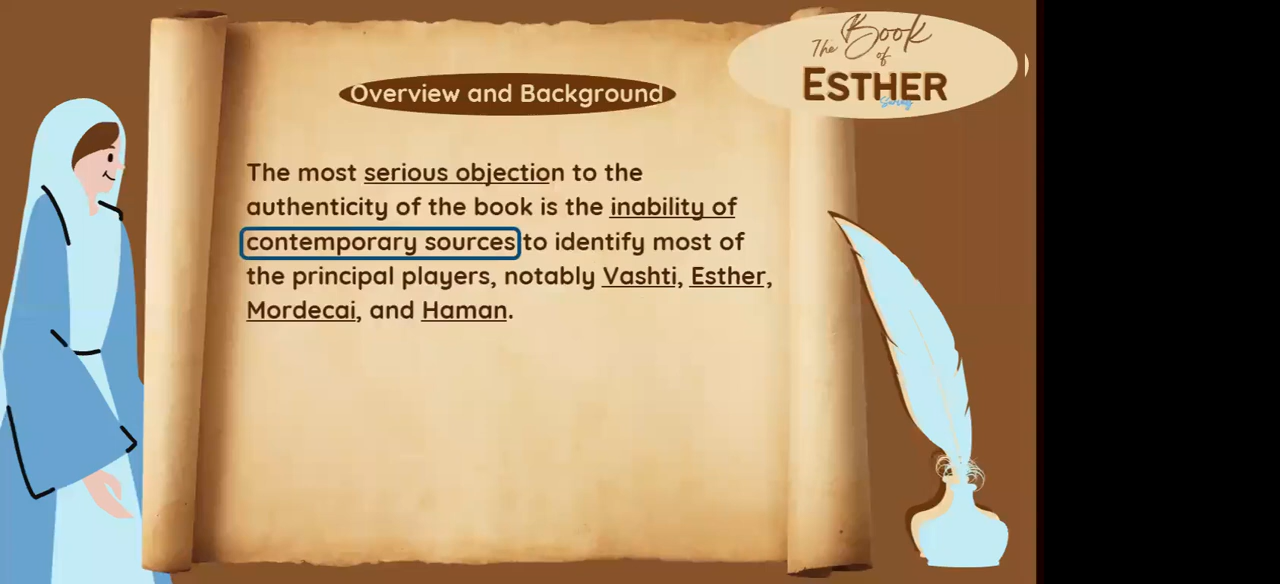 The Book
of
ESTHER
Overview and Background
The most serious objection to the
authenticity of the book is the inability of
contemporary sources to identify most of
the principal players, notably Vashti, Esther,
Mordecai, and Haman.